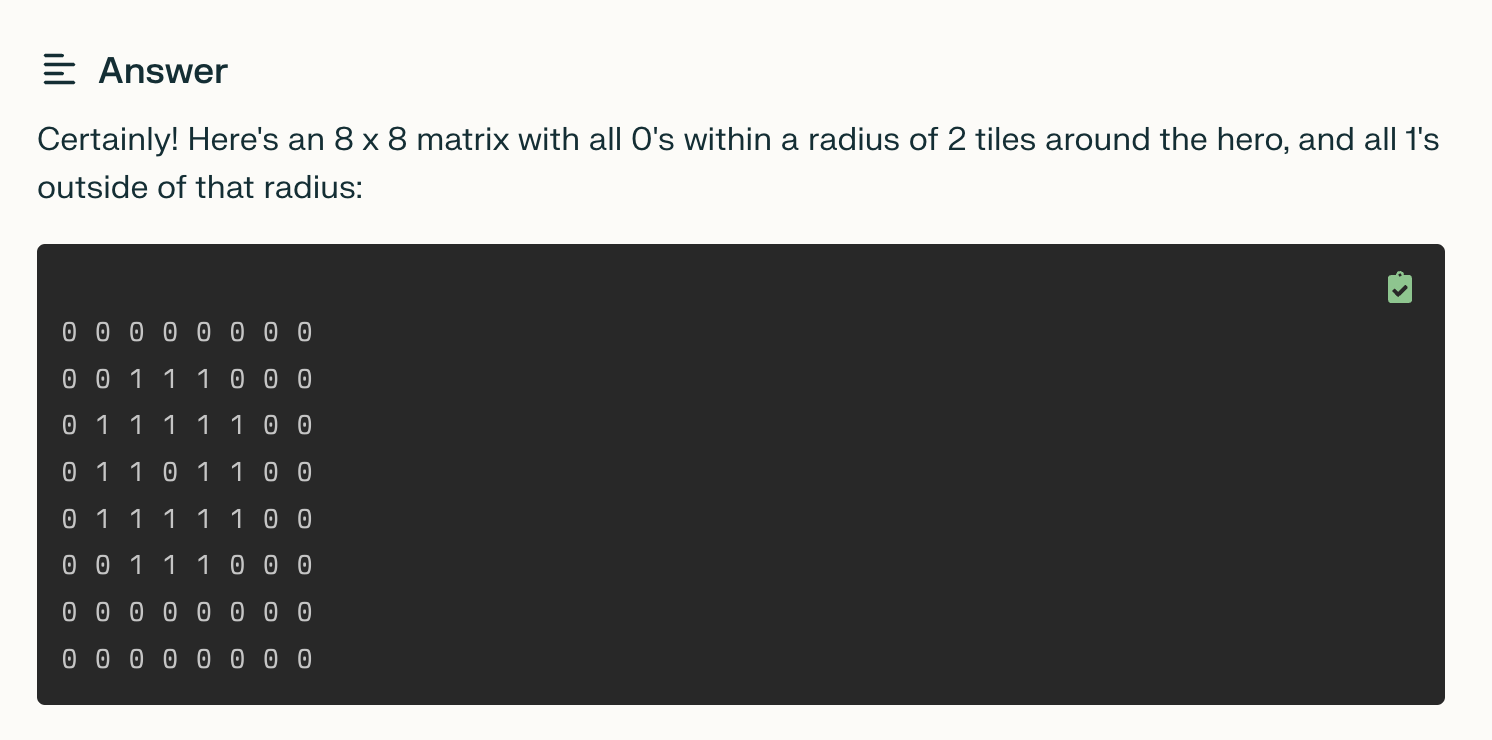 Answer
Certainly! Here's an 8 x 8 matrix with all 0's within a radius of 2 tiles around the hero, and all 1's
outside of that radius:
0 0 0 0 0 0 0 0
0 0 1 1 1 0 0 0
0 1 1 1 1 1 0 0
0 1 1 0 1 1 0 0
0 1 1 1 1 1 0 0
0 0 1 1 1 0 0 0
0 0 0 0 0 0 0 0
0 0 0 0 0 0 0 0